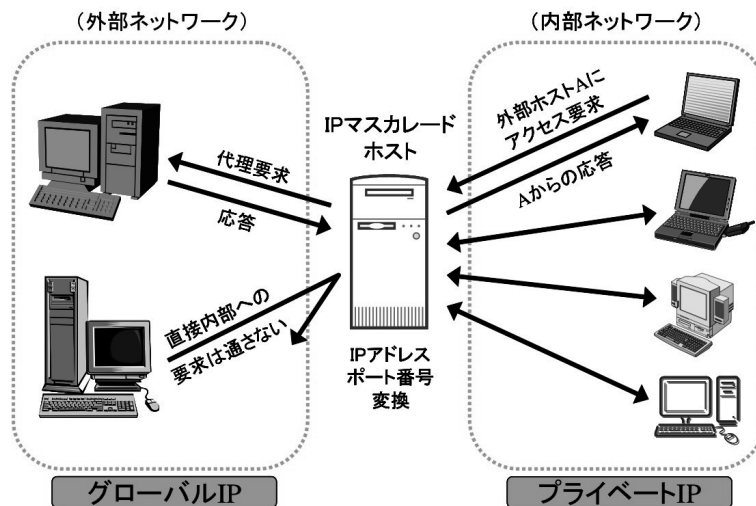 （外部ネットワーク）
（内部ネットワーク）
IPマスカレード
ホスト
外部ホストAに
アクセス要求
代理要求
応答
Aからの応答
直接内部への
要求は通さない
IPアドレス
ポート番号
変換
グローバルIP
プライベートIP